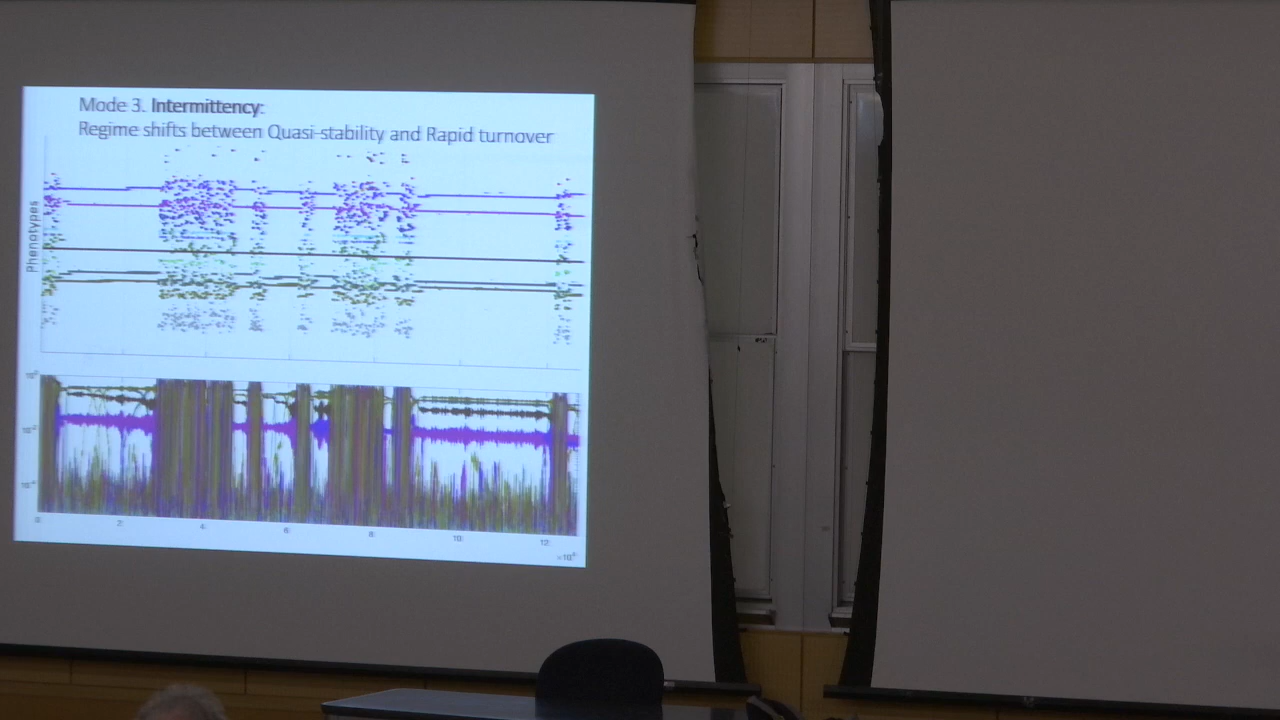 Mode 3. Intermittency:
Regime shifts between Quasi-stability and Rapid turnover
Phenotypes
0
2
4
6
8
10
12